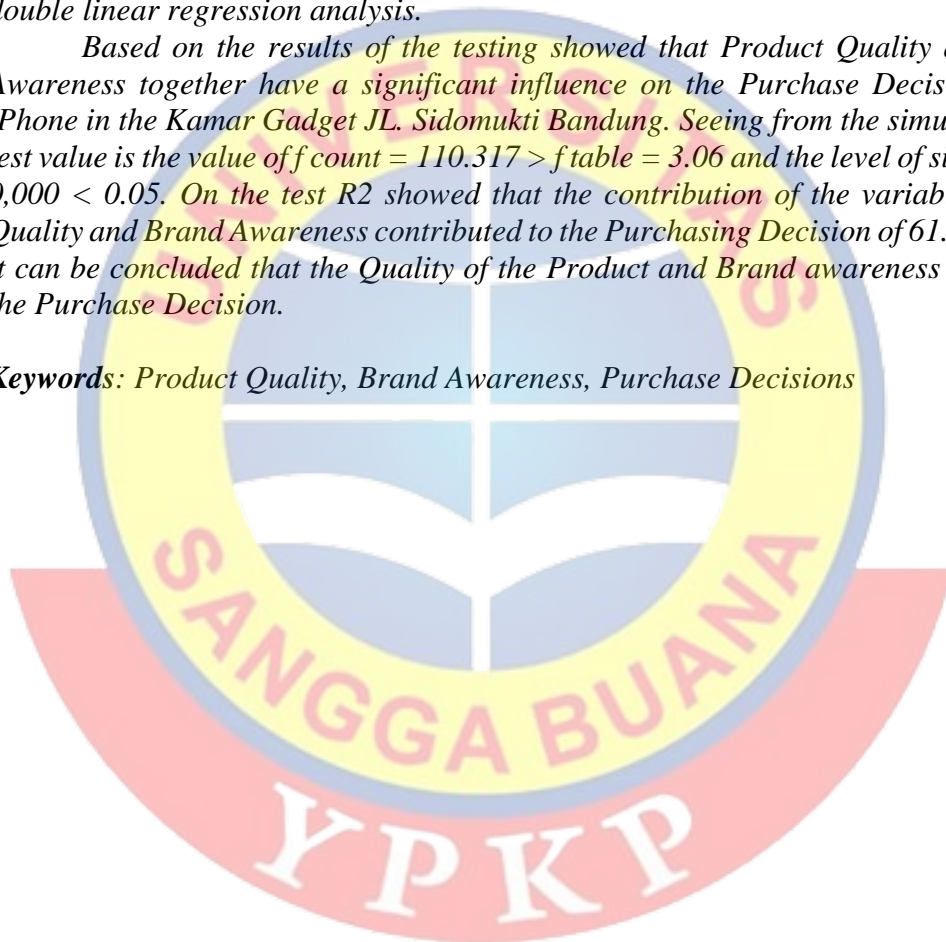 double linear regression analysis.
Based on the results of the testing showed that Product Quality
Awareness together have a significant influence on the Purchase
iPhone in the Kamar Gadget JL. Sidomukti Bandung. Seeing from the
test value is the value of f count = 110.317 > f table = 3.06 and the level of
0,000 < 0.05. On the test R2 showed that the contribution of the
Quality and Brand Awareness contributed to the Purchasing Decision of 61.
it can be concluded that the Quality of the Product and Brand awareness
the Purchase Decision.
Keywords: Product Quality, Brand Awareness, Purchase Decisions
UNIVERSITAS
SANGGA BUANA
YPKP